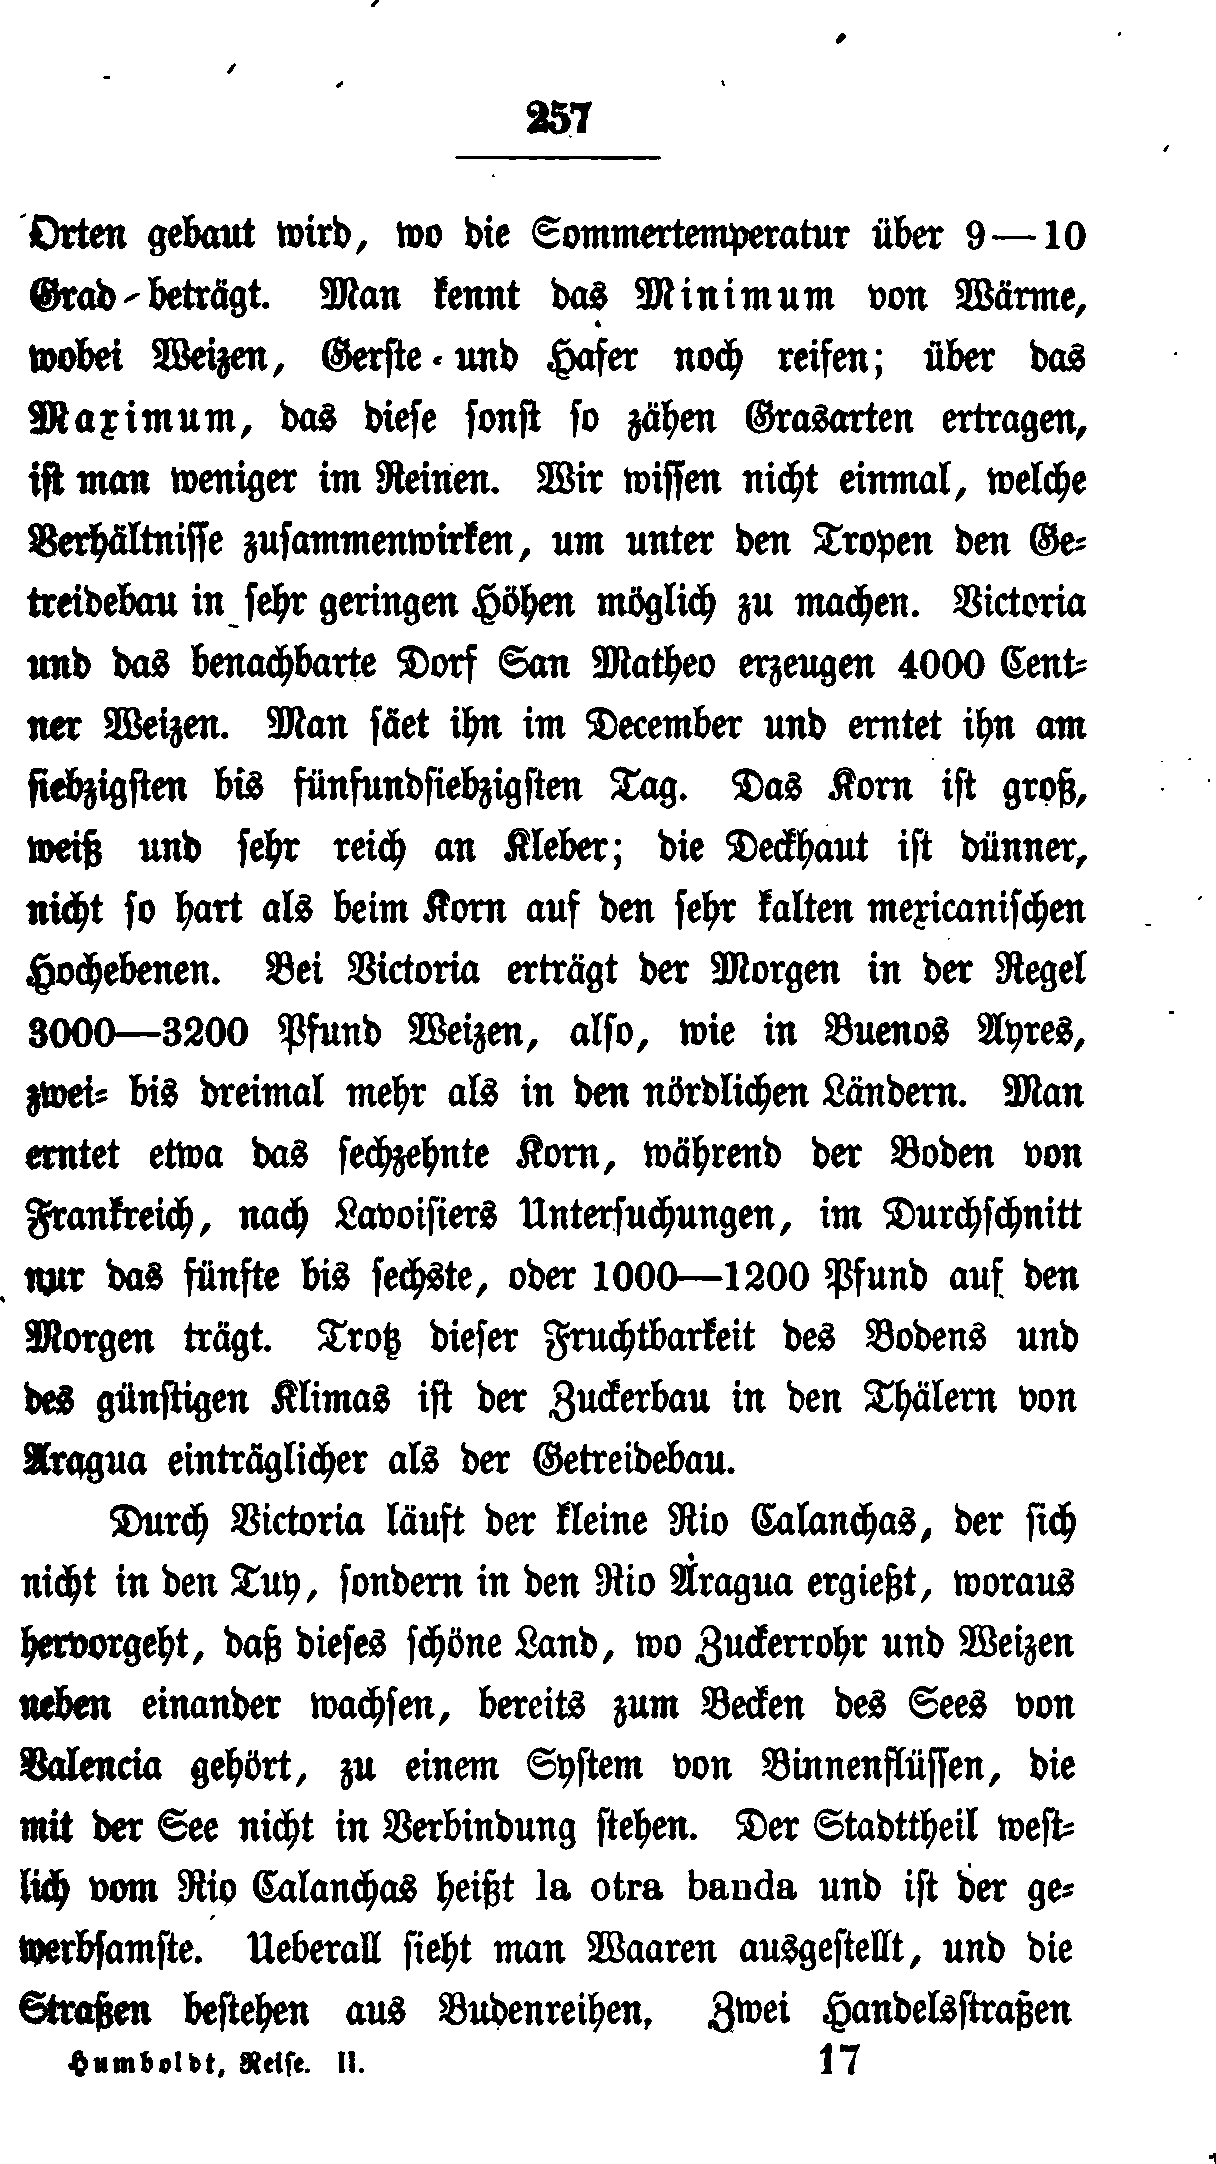 257
Orten gebaut wird, wo die Sommertemperatur über 9—10
Grad beträgt. Man kennt das Minimum von Wärme,
wobei Weizen, Gerste und Hafer noch reifen; über das
Maximum, das diese sonst so zähen Grasarten ertragen,
ist man weniger im Reinen. Wir wissen nicht einmal, welche
Verhältnisse zusammenwirken, um unter den Tropen den Ge-
treidebau in sehr geringen Höhen möglich zu machen. Victoria
und das benachbarte Dorf San Matheo erzeugen 4000 Cent-
ner Weizen. Man säet ihn im December und erntet ihn am
siebzigsten bis fünfundsiebzigsten Tag. Das Korn ist groß,
weiß und sehr reich an Kleber; die Deckhaut ist dünner,
nicht so hart als beim Korn auf den sehr kalten mexicanischen
Hochebenen. Bei Victoria erträgt der Morgen in der Regel
3000—3200 Pfund Weizen, also, wie in Buenos Ayres,
zwei- bis dreimal mehr als in den nördlichen Ländern. Man
erntet etwa das sechzehnte Korn, während der Boden von
Frankreich, nach Lavoisiers Untersuchungen, im Durchschnitt
nur das fünfte bis sechste, oder 1000—1200 Pfund auf den
Morgen trägt. Trotz dieser Fruchtbarkeit des Bodens und
des günstigen Klimas ist der Zuckerbau in den Thälern von
Aragua einträglicher als der Getreidebau.
Durch Victoria läuft der kleine Rio Calanchas, der sich
nicht in den Tuy, sondern in den Rio Aragua ergießt, woraus
hervorgeht, daß dieses schöne Land, wo Zuckerrohr und Weizen
neben einander wachsen, bereits zum Becken des Sees von
Valencia gehört, zu einem System von Binnenflüssen, die
mit der See nicht in Verbindung stehen. Der Stadttheil west-
lich vom Rio Calanchas heißt la otra banda und ist der ge-
werbsamste. Ueberall sieht man Waaren ausgestellt, und die
Straßen bestehen aus Budenreihen. Zwei Handelsstraßen
Humboldt, Reise. II. 17